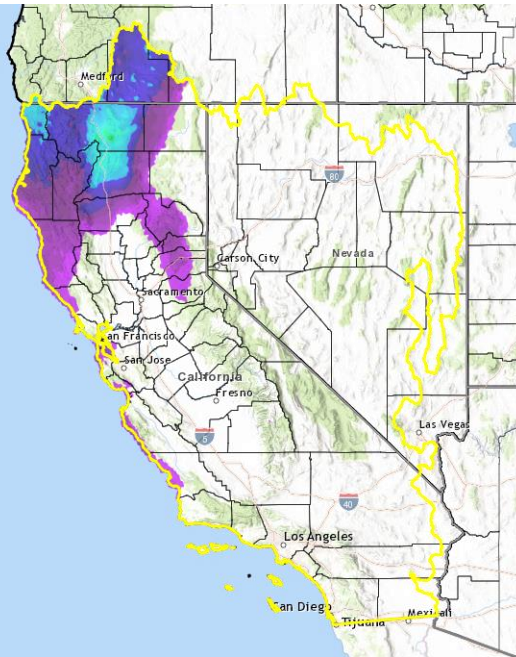 Medford
80
Carson City
Nevada
Sacramento
an Francisco
San Jose
California
Fresno
Las Vegas
5
40
Los Angeles
San Diego
Tijuana
Mexicali